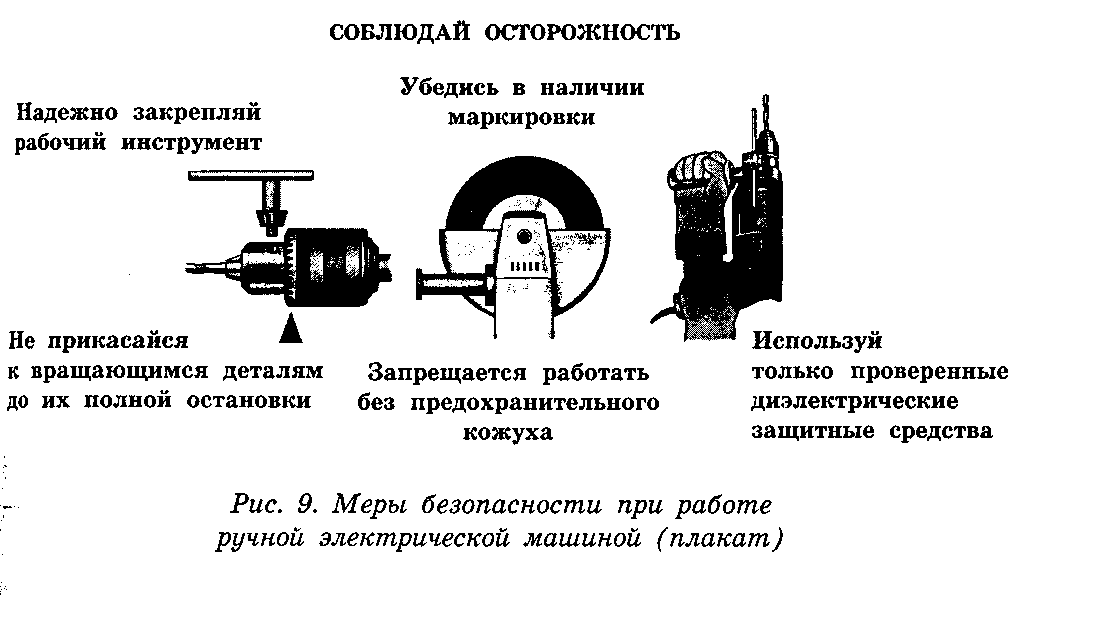 СОБЛЮДАЙ ОСТОРОЖНОСТЬ
Надежно закрепляй
рабочий инструмент
Убедись в наличии
маркировки
Не прикасайся
к вращающимся деталям
до их полной остановки
Запрещается работать
без предохранительного
кожуха
Используй
только проверенные
диэлектрические
защитные средства
Рис. 9. Меры безопасности при работе
ручной электрической машиной (плакат)